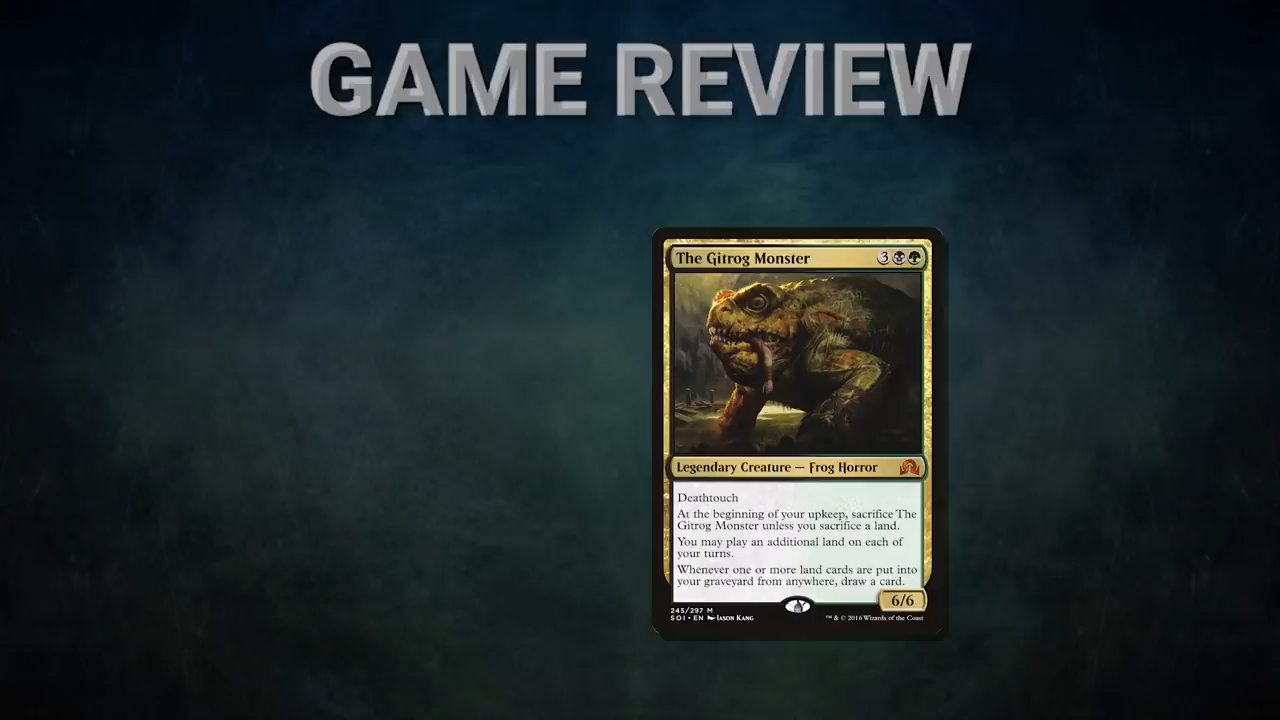 GAME REVIEW
The Gitrog Monster 3
Legendary Creature — Frog Horror
Deathtouch
At the beginning of your upkeep, sacrifice The
Gitrog Monster unless you sacrifice a land.
You may play an additional land on each of
your turns.
Whenever one or more land cards are put into
your graveyard from anywhere, draw a card.
6/6
245/297 M
SOI • EN Jason Kang
™ & © 2016 Wizards of the Coast